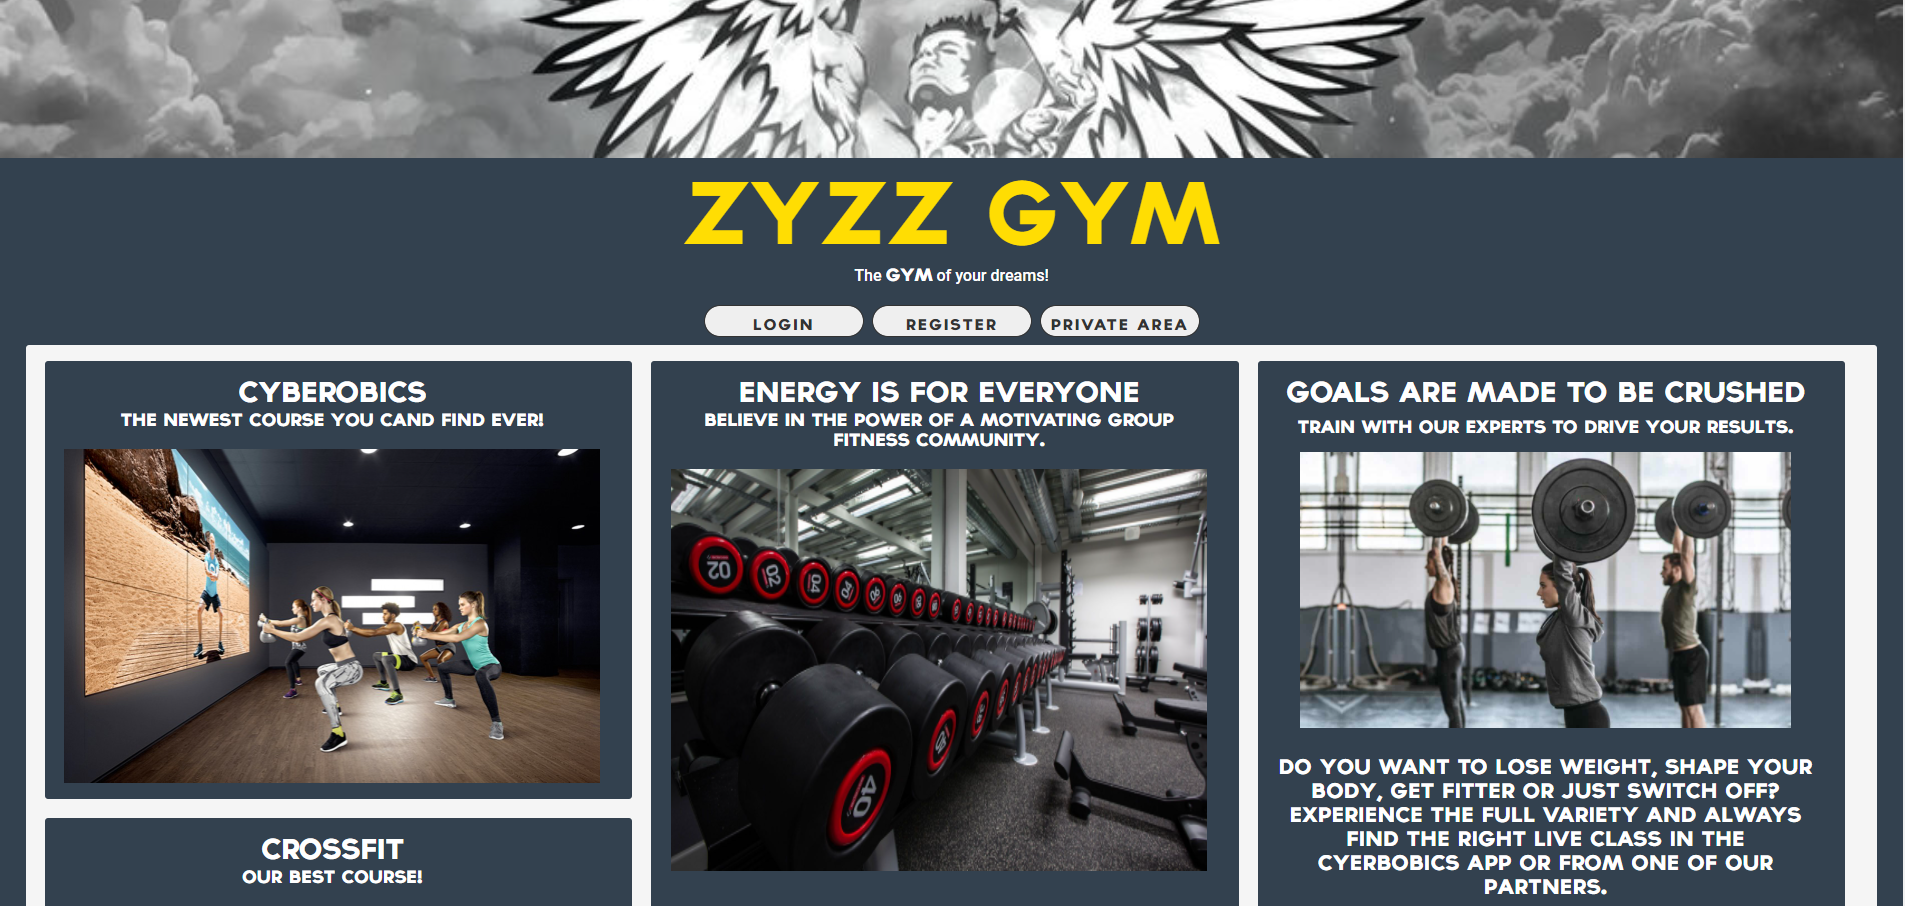 ZYZZ GYM
The GYM of your dreams!
LOGIN
REGISTER
PRIVATE AREA
CYBEROBICS
THE NEWEST COURSE YOU CAND FIND EVER!
CROSSFIT
OUR BEST COURSE!
ENERGY IS FOR EVERYONE
BELIEVE IN THE POWER OF A MOTIVATING GROUP
FITNESS COMMUNITY.
02
02
04
40
GOALS ARE MADE TO BE CRUSHED
TRAIN WITH OUR EXPERTS TO DRIVE YOUR RESULTS.
DO YOU WANT TO LOSE WEIGHT, SHAPE YOUR
BODY, GET FITTER OR JUST SWITCH OFF?
EXPERIENCE THE FULL VARIETY AND ALWAYS
FIND THE RIGHT LIVE CLASS IN THE
CYERBOBICS APP OR FROM ONE OF OUR
PARTNERS.